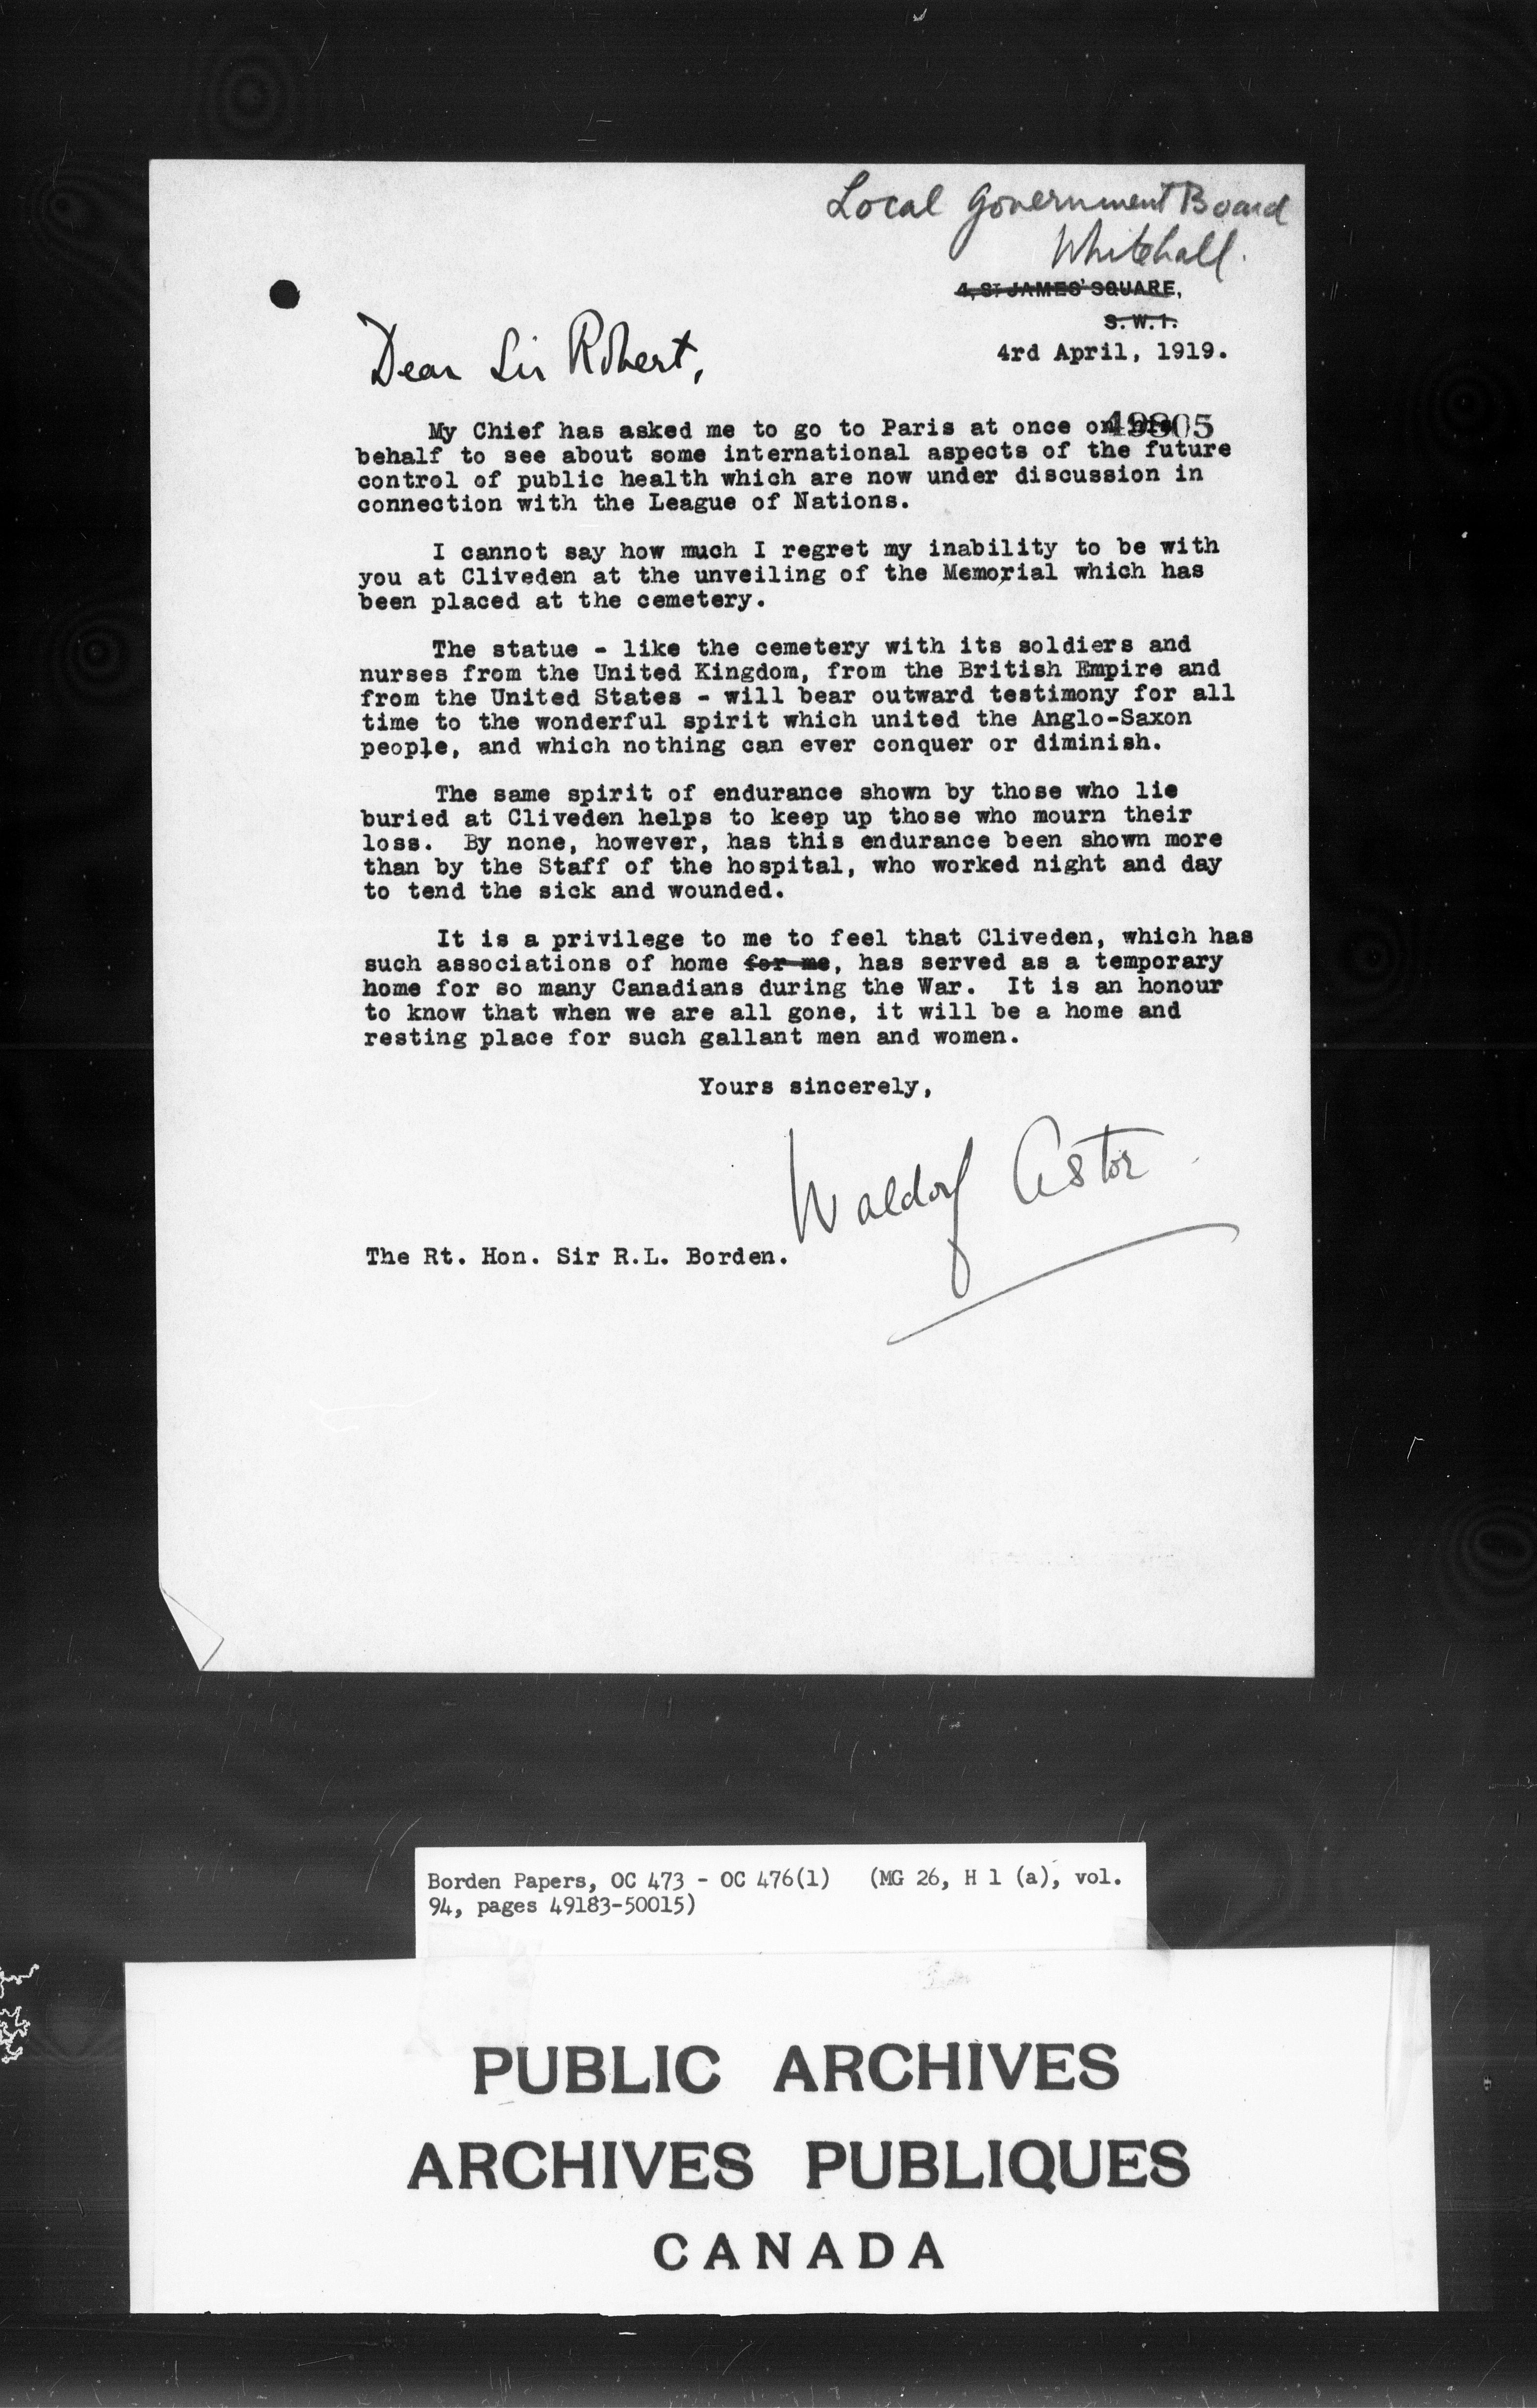 Local Government Board
Whitehall.
4, ST JAMES' SQUARE,
S.W.1.
4rd April, 1919.
Dear Sir Robert,
49805
My Chief has asked me to go to Paris at once on his
behalf to see about some international aspects of the future
control of public health which are now under discussion in
connection with the League of Nations.
I cannot say how much I regret my inability to be with
you at Cliveden at the unveiling of the Memorial which has
been placed at the cemetery.
The statue - like the cemetery with its soldiers and
nurses from the United Kingdom, from the British Empire and
from the United States - will bear outward testimony for all
time to the wonderful spirit which united the Anglo-Saxon
people, and which nothing can ever conquer or diminish.
The same spirit of endurance shown by those who lie
buried at Cliveden helps to keep up those who mourn their
loss. By none, however, has this endurance been shown more
than by the Staff of the hospital, who worked night and day
to tend the sick and wounded.
It is a privilege to me to feel that Cliveden, which has
such associations of home for me, has served as a temporary
home for so many Canadians during the War. It is an honour
to know that when we are all gone, it will be a home and
resting place for such gallant men and women.
Yours sincerely,
Waldorf Astor
The Rt. Hon. Sir R.L. Borden.
Borden Papers, OC 473 - OC 476(1) (MG 26, H 1 (a), vol.
94, pages 49183-50015)
PUBLIC ARCHIVES
ARCHIVES PUBLIQUES
CANADA